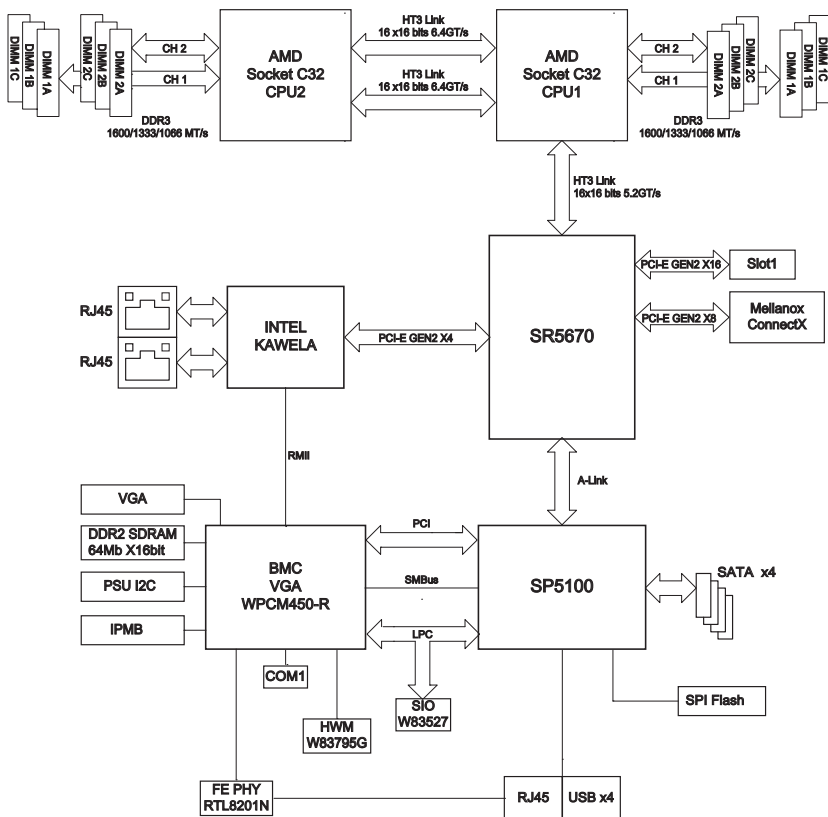 DIMM 1C
DIMM 1B
DIMM 1A
DIMM 2C
DIMM 2B
DIMM 2A
CH 2
CH 1
DDR3
1600/1333/1066 MT/s
AMD
Socket C32
CPU2
HT3 Link
16 x16 bits 6.4GT/s
HT3 Link
16 x16 bits 6.4GT/s
AMD
Socket C32
CPU1
CH 2
CH 1
DIMM 2A
DIMM 2B
DIMM 2C
DIMM 1A
DIMM 1B
DIMM 1C
DDR3
1600/1333/1066 MT/s
HT3 Link
16x16 bits 5.2GT/s
SR5670
PCI-E GEN2 X16
Slot1
PCI-E GEN2 X8
Mellanox
ConnectX
RJ45
RJ45
INTEL
KAWELA
PCI-E GEN2 X4
RMII
A-Link
VGA
DDR2 SDRAM
64Mb X16bit
PSU I2C
IPMB
BMC
VGA
WPCM450-R
PCI
SMBus
LPC
SP5100
SATA x4
COM1
HWM
W83795G
SIO
W83527
SPI Flash
FE PHY
RTL8201N
RJ45
USB x4